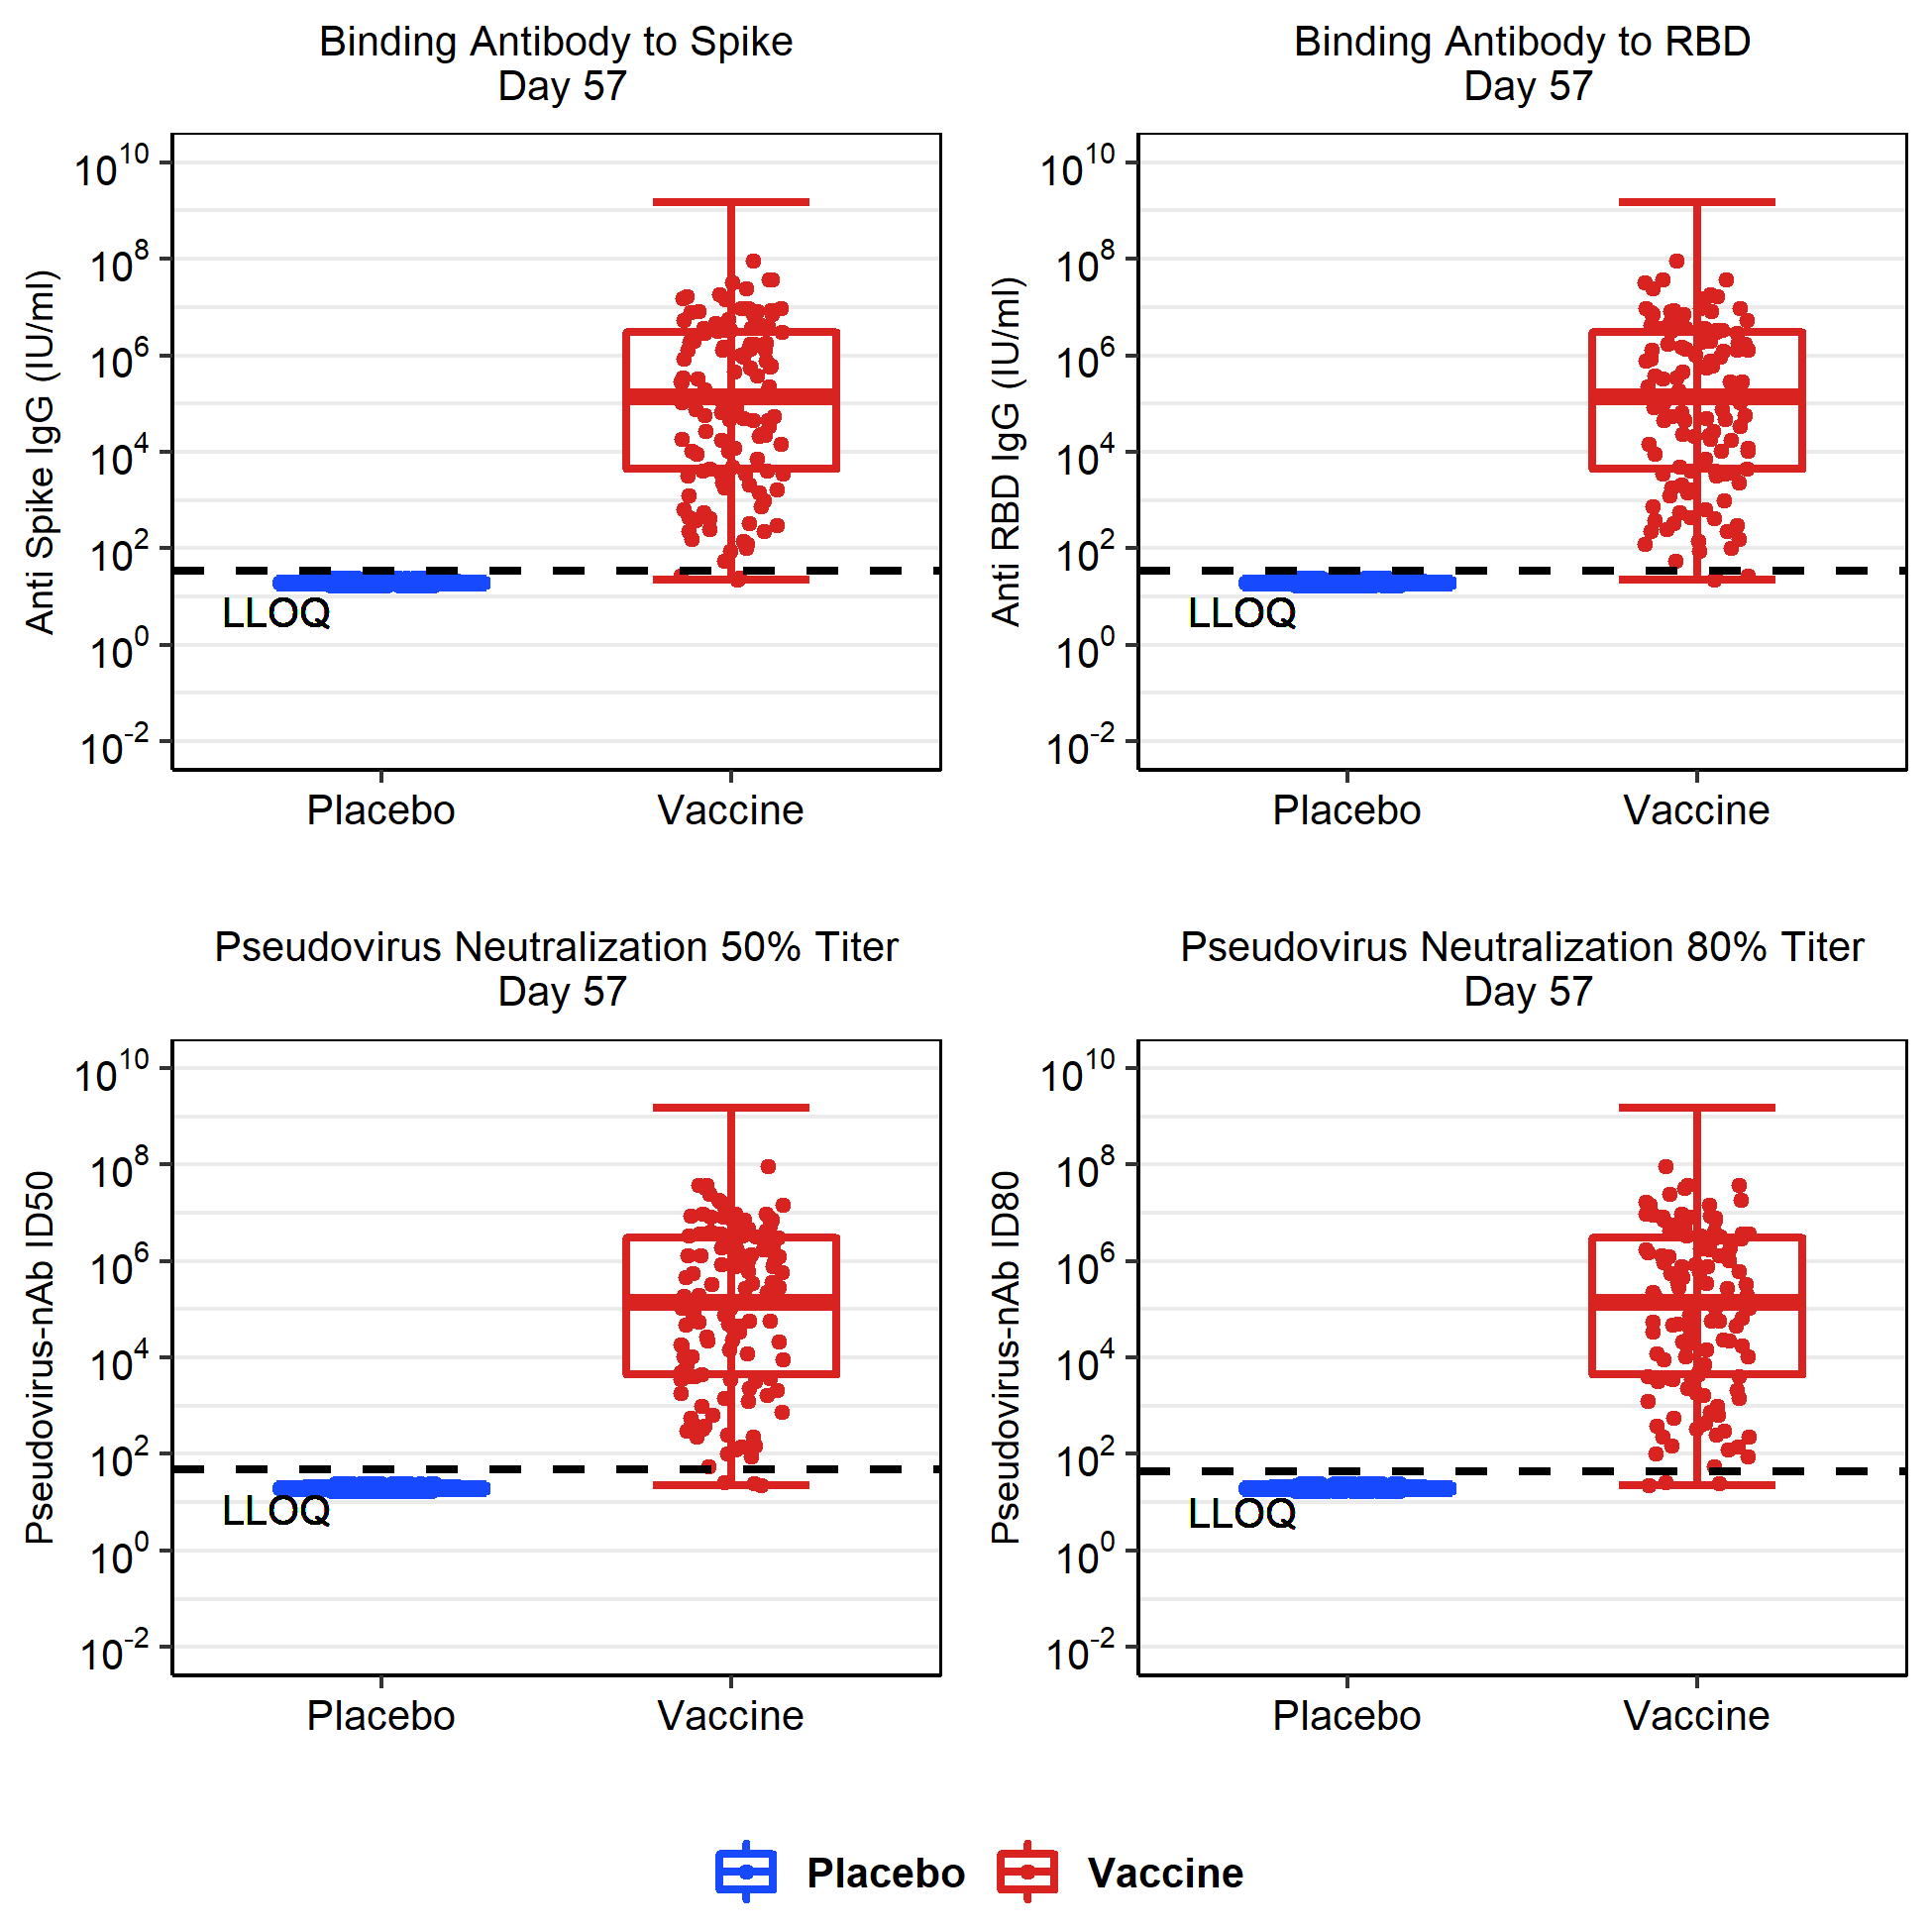 Binding Antibody to Spike
Day 57
Anti Spike IgG (IU/ml)
10^10
10^8
10^6
10^4
10^2
10^0
10^-2
LLOQ
Placebo
Vaccine
Binding Antibody to RBD
Day 57
Anti RBD IgG (IU/ml)
10^10
10^8
10^6
10^4
10^2
10^0
10^-2
LLOQ
Placebo
Vaccine
Pseudovirus Neutralization 50% Titer
Day 57
Pseudovirus-nAb ID50
10^10
10^8
10^6
10^4
10^2
10^0
10^-2
LLOQ
Placebo
Vaccine
Pseudovirus Neutralization 80% Titer
Day 57
Pseudovirus-nAb ID80
10^10
10^8
10^6
10^4
10^2
10^0
10^-2
LLOQ
Placebo
Vaccine
Placebo
Vaccine